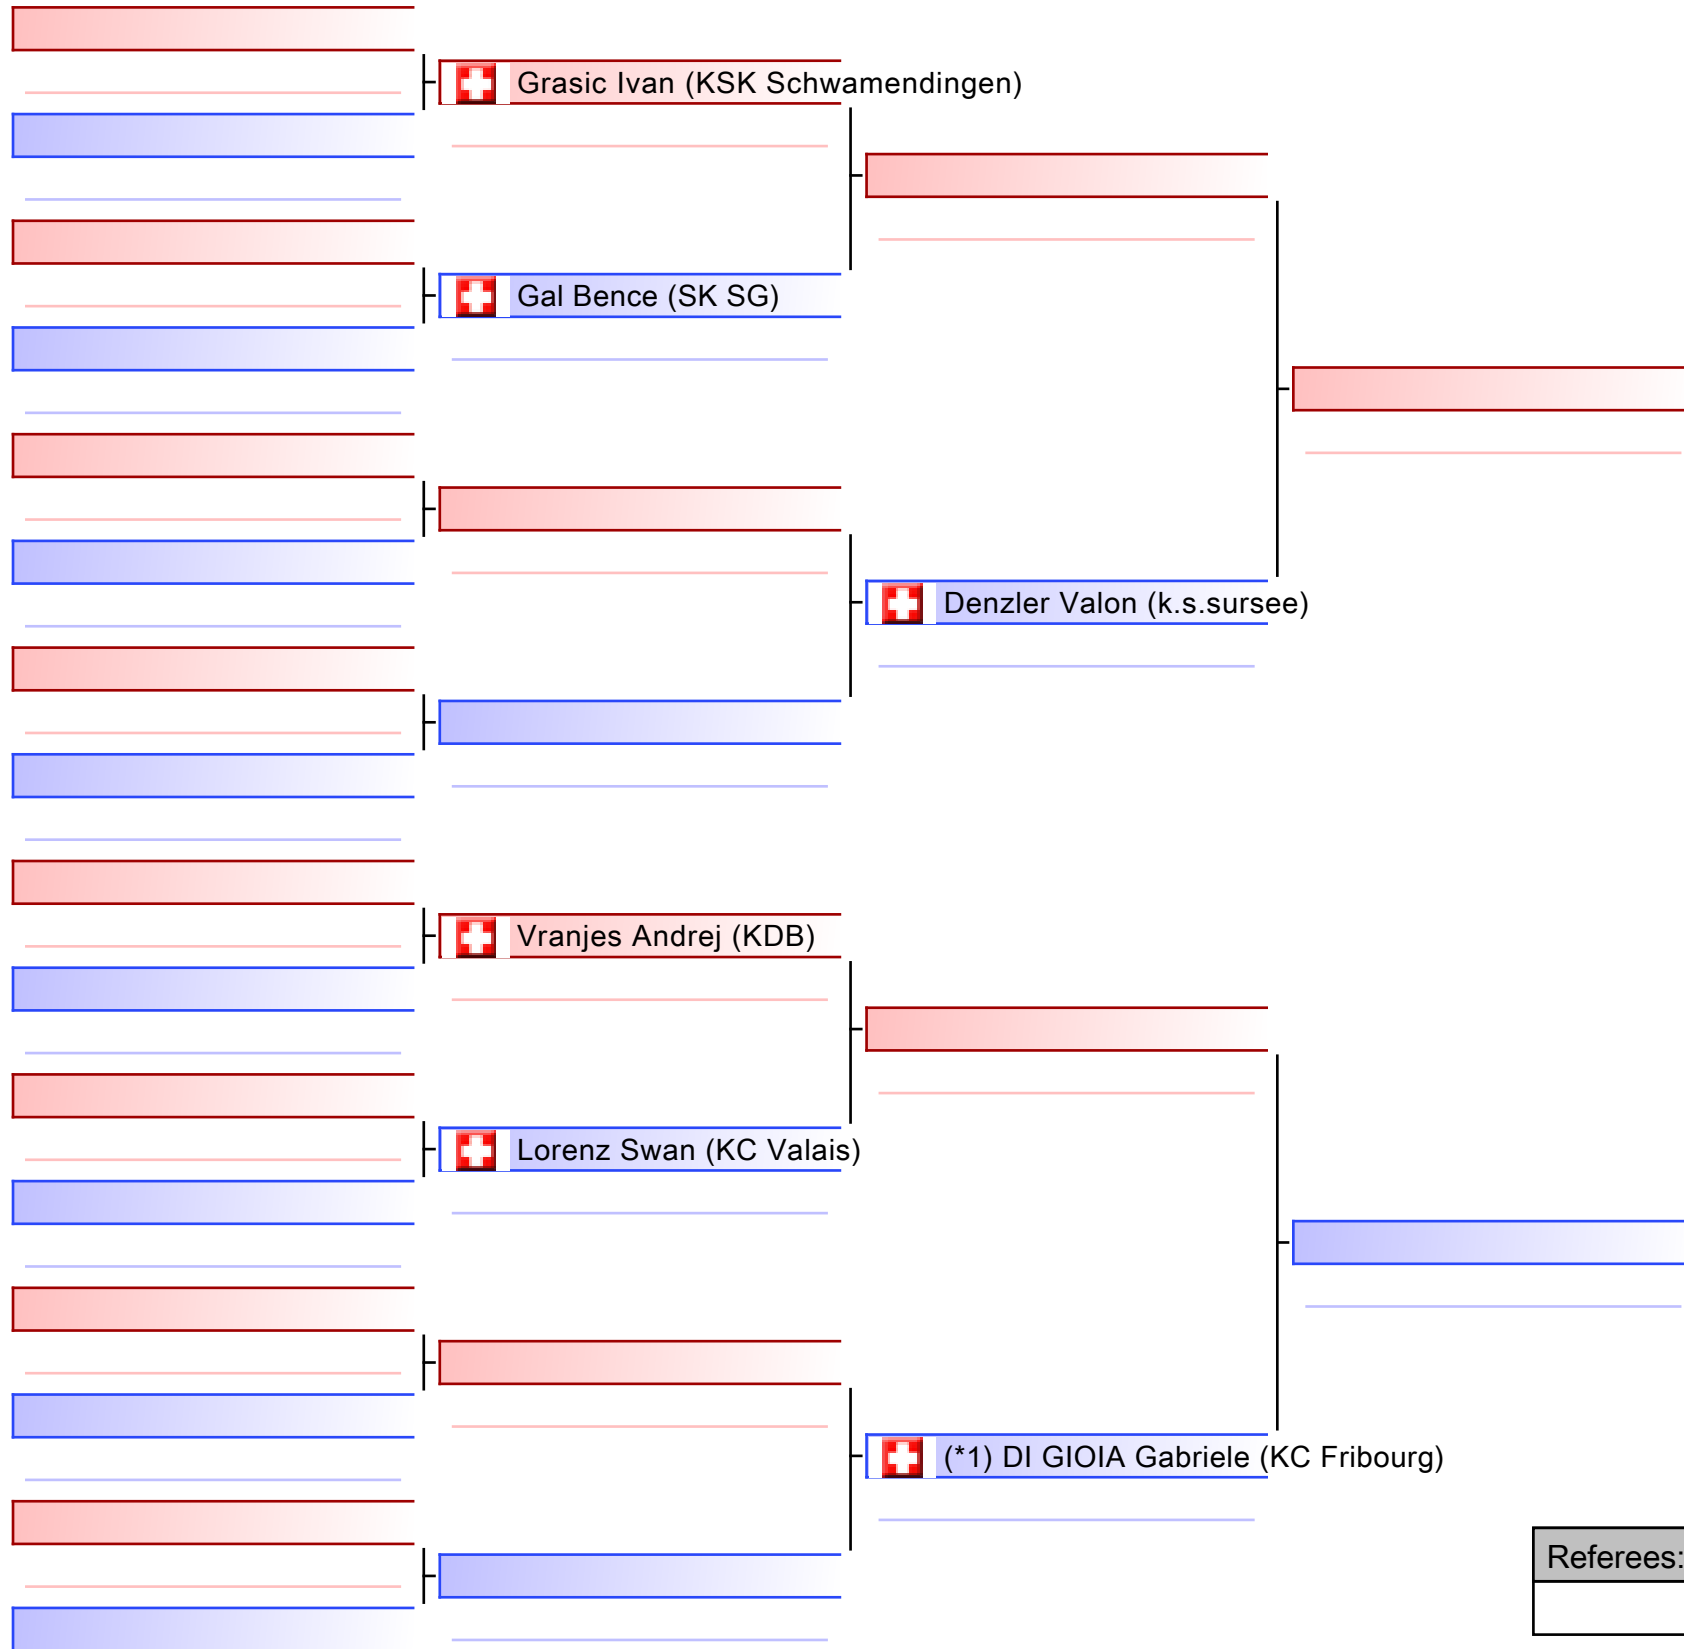 Grasic Ivan (KSK Schwamendingen)
Gal Bence (SK SG)
Denzler Valon (k.s.sursee)
Vranjes Andrej (KDB)
Lorenz Swan (KC Valais)
(*1) DI GIOIA Gabriele (KC Fribourg)
Referees: